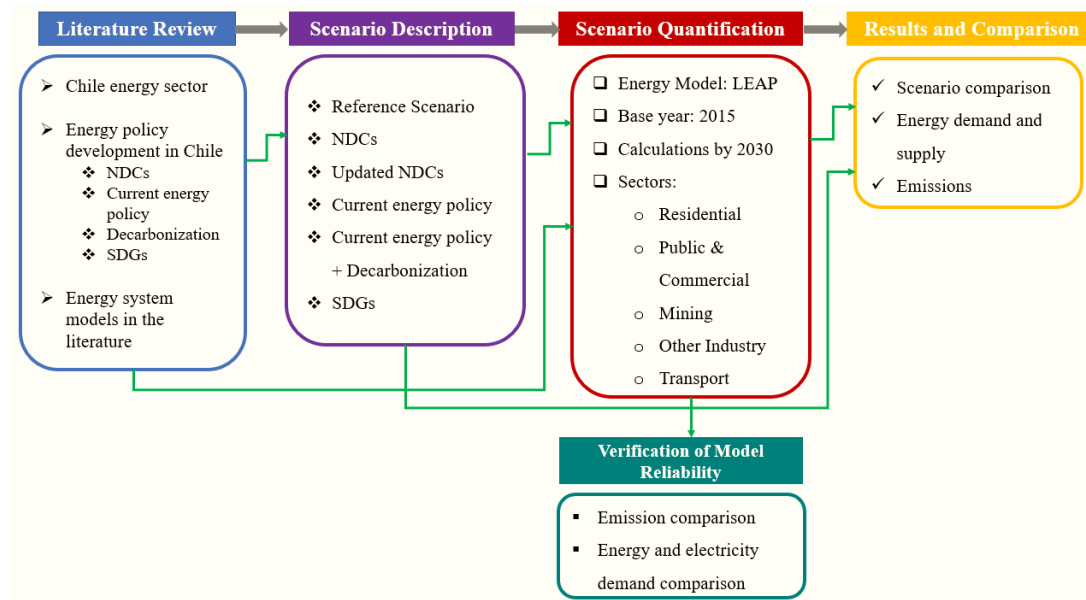 Literature Review
Chile energy sector
Energy policy
development in Chile
NDCs
Current energy
policy
Decarbonization
SDGs
Energy system
models in the
literature
Scenario Description
Reference Scenario
NDCs
Updated NDCs
Current energy policy
Current energy policy
+ Decarbonization
SDGs
Scenario Quantification
Energy Model: LEAP
Base year: 2015
Calculations by 2030
Sectors:
Residential
Public &
Commercial
Mining
Other Industry
Transport
Results and Comparison
Scenario comparison
Energy demand and
supply
Emissions
Verification of Model
Reliability
Emission comparison
Energy and electricity
demand comparison